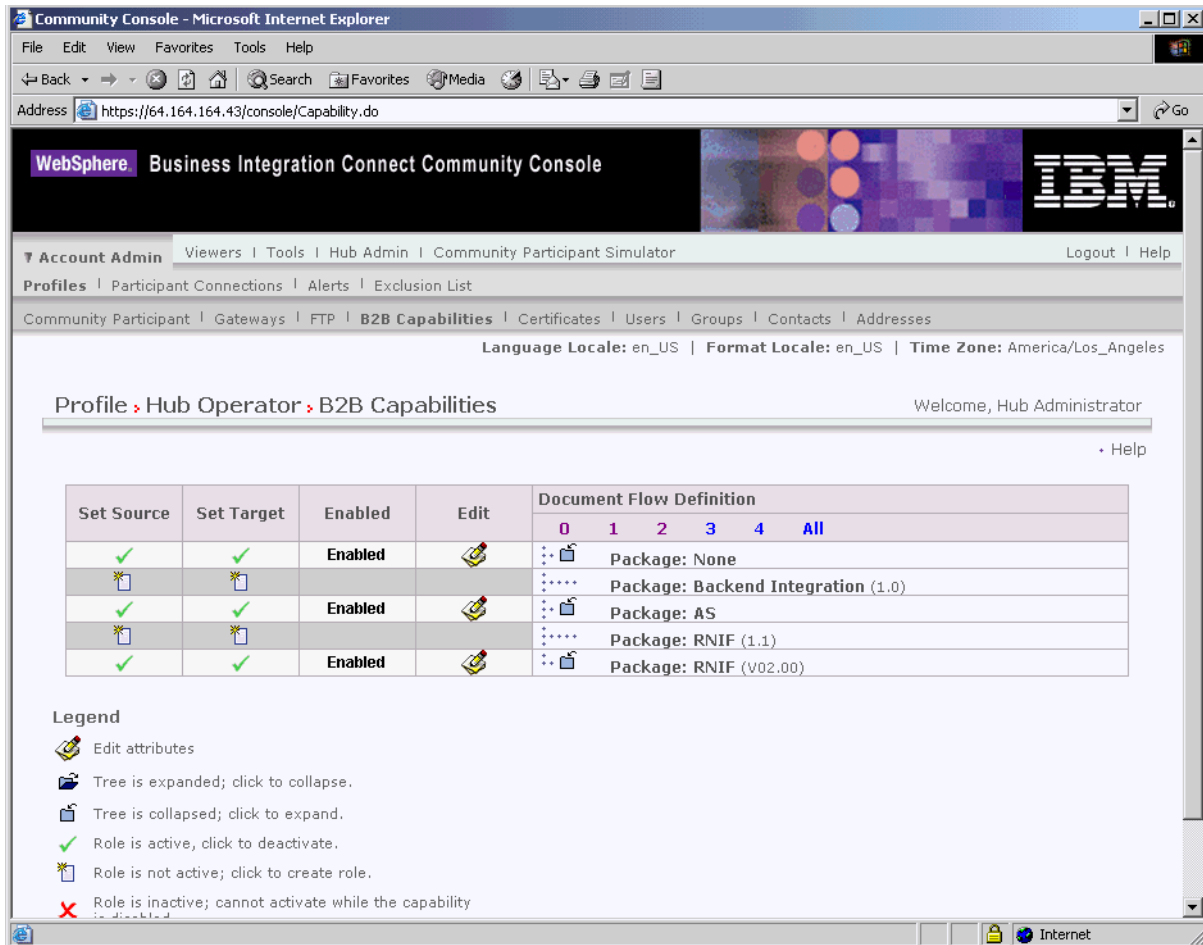 Community Console - Microsoft Internet Explorer
File Edit View Favorites Tools Help
Back Search Favorites Media
Address https://64.164.164.43/console/Capability.do Go
WebSphere. Business Integration Connect Community Console IBM.
Account Admin Viewers | Tools | Hub Admin | Community Participant Simulator Logout | Help
Profiles | Participant Connections | Alerts | Exclusion List
Community Participant | Gateways | FTP | B2B Capabilities | Certificates | Users | Groups | Contacts | Addresses
Language Locale: en_US | Format Locale: en_US | Time Zone: America/Los_Angeles
Profile Hub Operator B2B Capabilities Welcome, Hub Administrator
Help
Set Source Set Target Enabled Edit Document Flow Definition
0 1 2 3 4 All
Enabled Package: None
Package: Backend Integration (1.0)
Enabled Package: AS
Package: RNIF (1.1)
Enabled Package: RNIF (V02.00)
Legend
Edit attributes
Tree is expanded; click to collapse.
Tree is collapsed; click to expand.
Role is active, click to deactivate.
Role is not active; click to create role.
Role is inactive; cannot activate while the capability
Internet